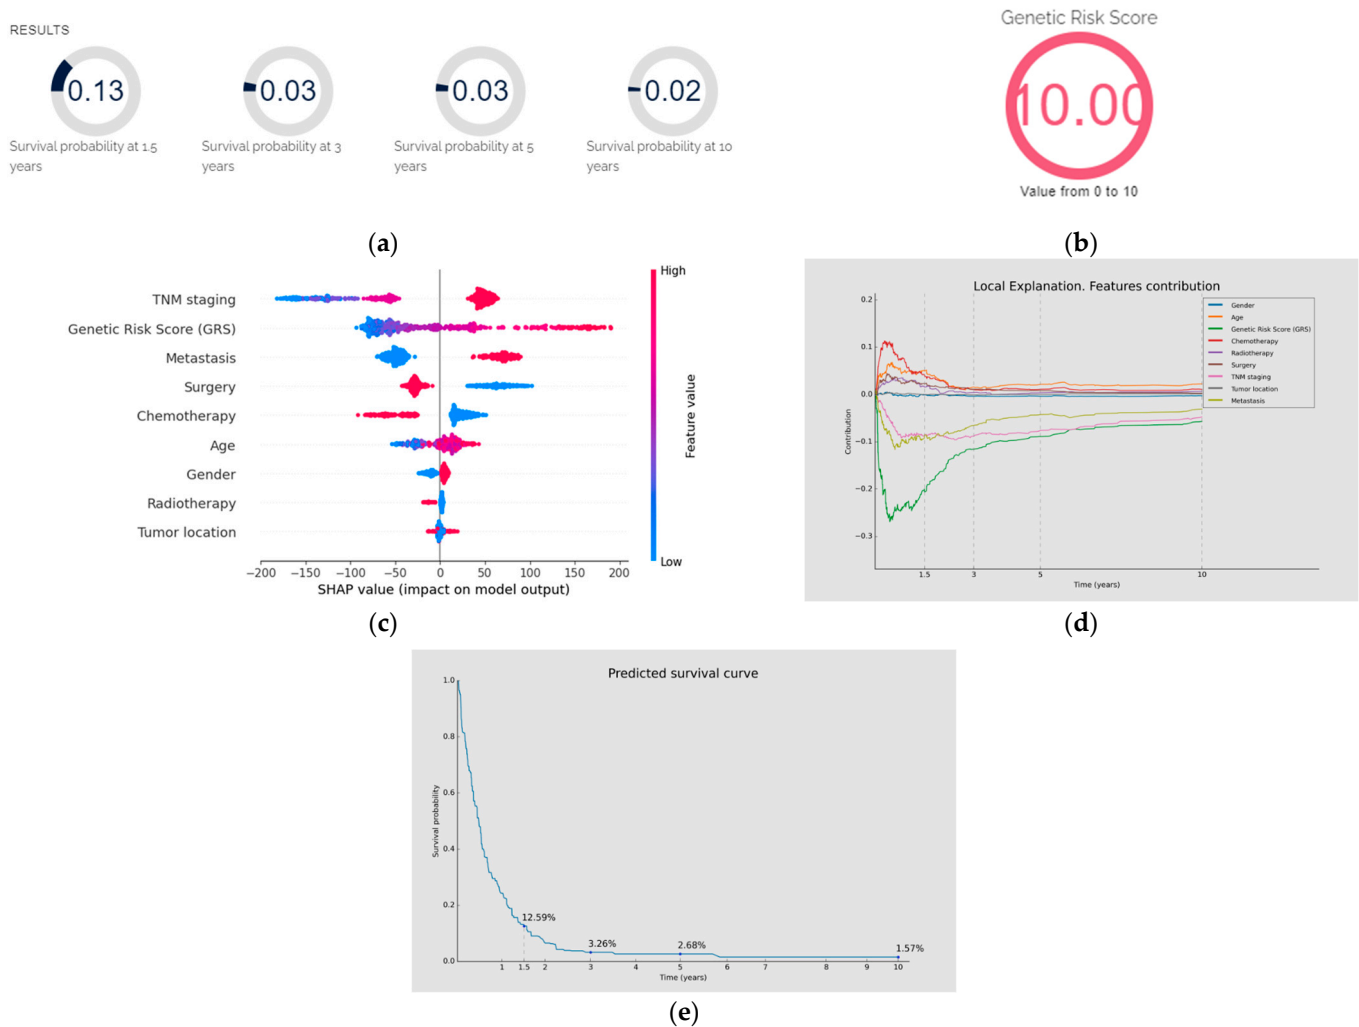 RESULTS
0.13
0.03
0.03
0.02
Survival probability at 1.5
years
Survival probability at 3
years
Survival probability at 5
years
Survival probability at 10
years
(a)
Genetic Risk Score
10.00
Value from 0 to 10
(b)
TNM staging
Genetic Risk Score (GRS)
Metastasis
Surgery
Chemotherapy
Age
Gender
Radiotherapy
Tumor location
−200 −150 −100 −50 0 50 100 150 200
SHAP value (impact on model output)
High
Feature value
Low
(c)
Local Explanation. Features contribution
0.2
0.1
0.0
−0.1
−0.2
−0.3
Contribution
Gender
Age
Genetic Risk Score (GRS)
Chemotherapy
Radiotherapy
Surgery
TNM staging
Tumor location
Metastasis
1.5 3 5 10
Time (years)
(d)
Predicted survival curve
1.0
0.8
0.6
0.4
0.2
0.0
Survival probability
12.59%
3.26%
2.68%
1.57%
1 1.5 2 3 4 5 6 7 8 9 10
Time (years)
(e)